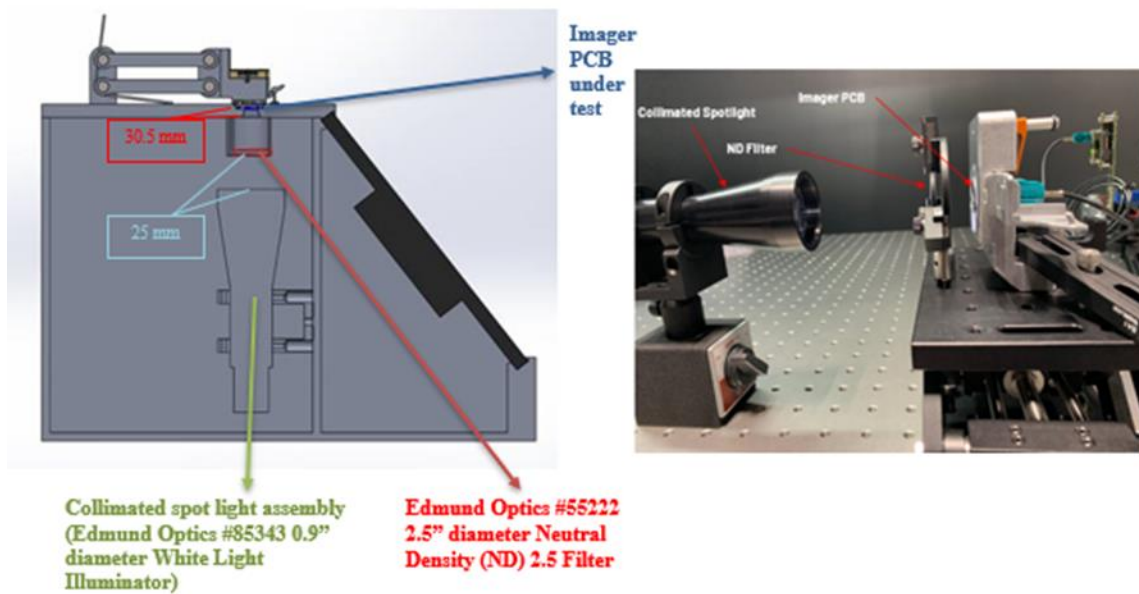 Imager
PCB
under
test
30.5 mm
25 mm
Collimated Spotlight
Imager PCB
ND Filter
Collimated spot light assembly
(Edmund Optics #85343 0.9”
diameter White Light
Illuminator)
Edmund Optics #55222
2.5” diameter Neutral
Density (ND) 2.5 Filter